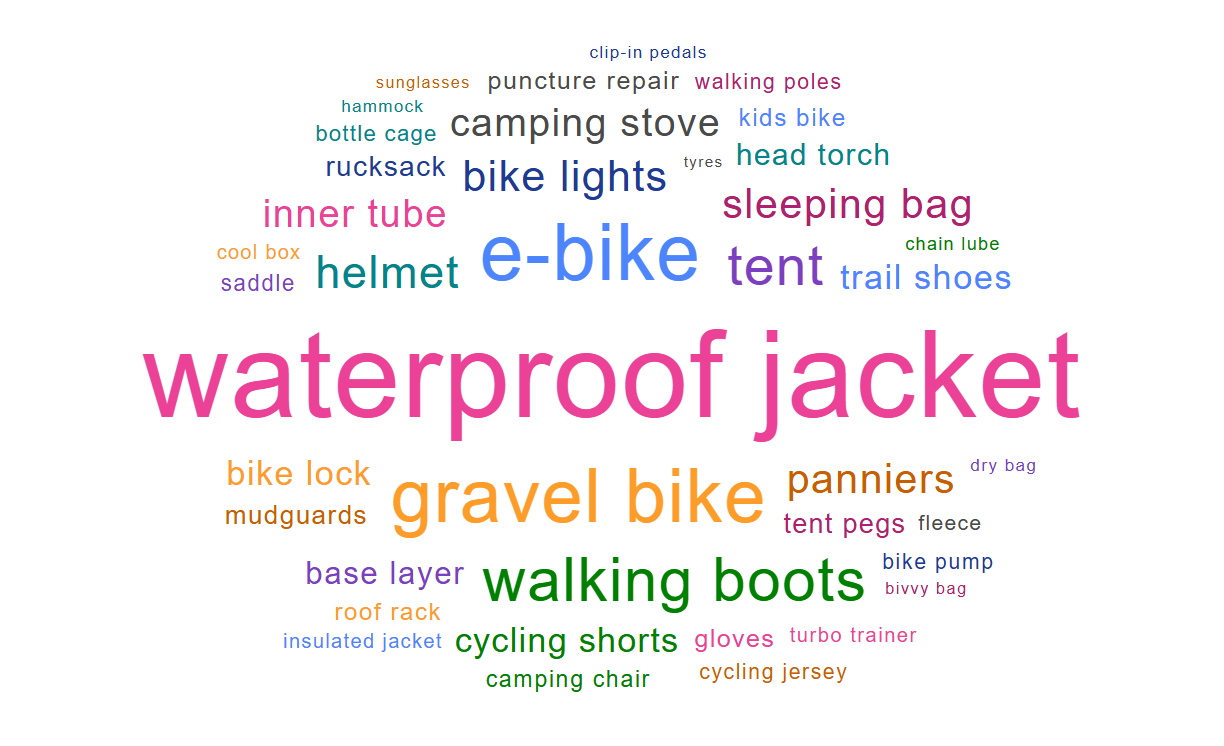 clip-in pedals
sunglasses
puncture repair
walking poles
hammock
bottle cage
camping stove
kids bike
rucksack
bike lights
tyres
head torch
inner tube
sleeping bag
cool box
e-bike
chain lube
saddle
helmet
tent
trail shoes
waterproof jacket
bike lock
gravel bike
panniers
dry bag
mudguards
tent pegs
fleece
base layer
walking boots
bike pump
bivvy bag
roof rack
insulated jacket
cycling shorts
gloves
turbo trainer
camping chair
cycling jersey